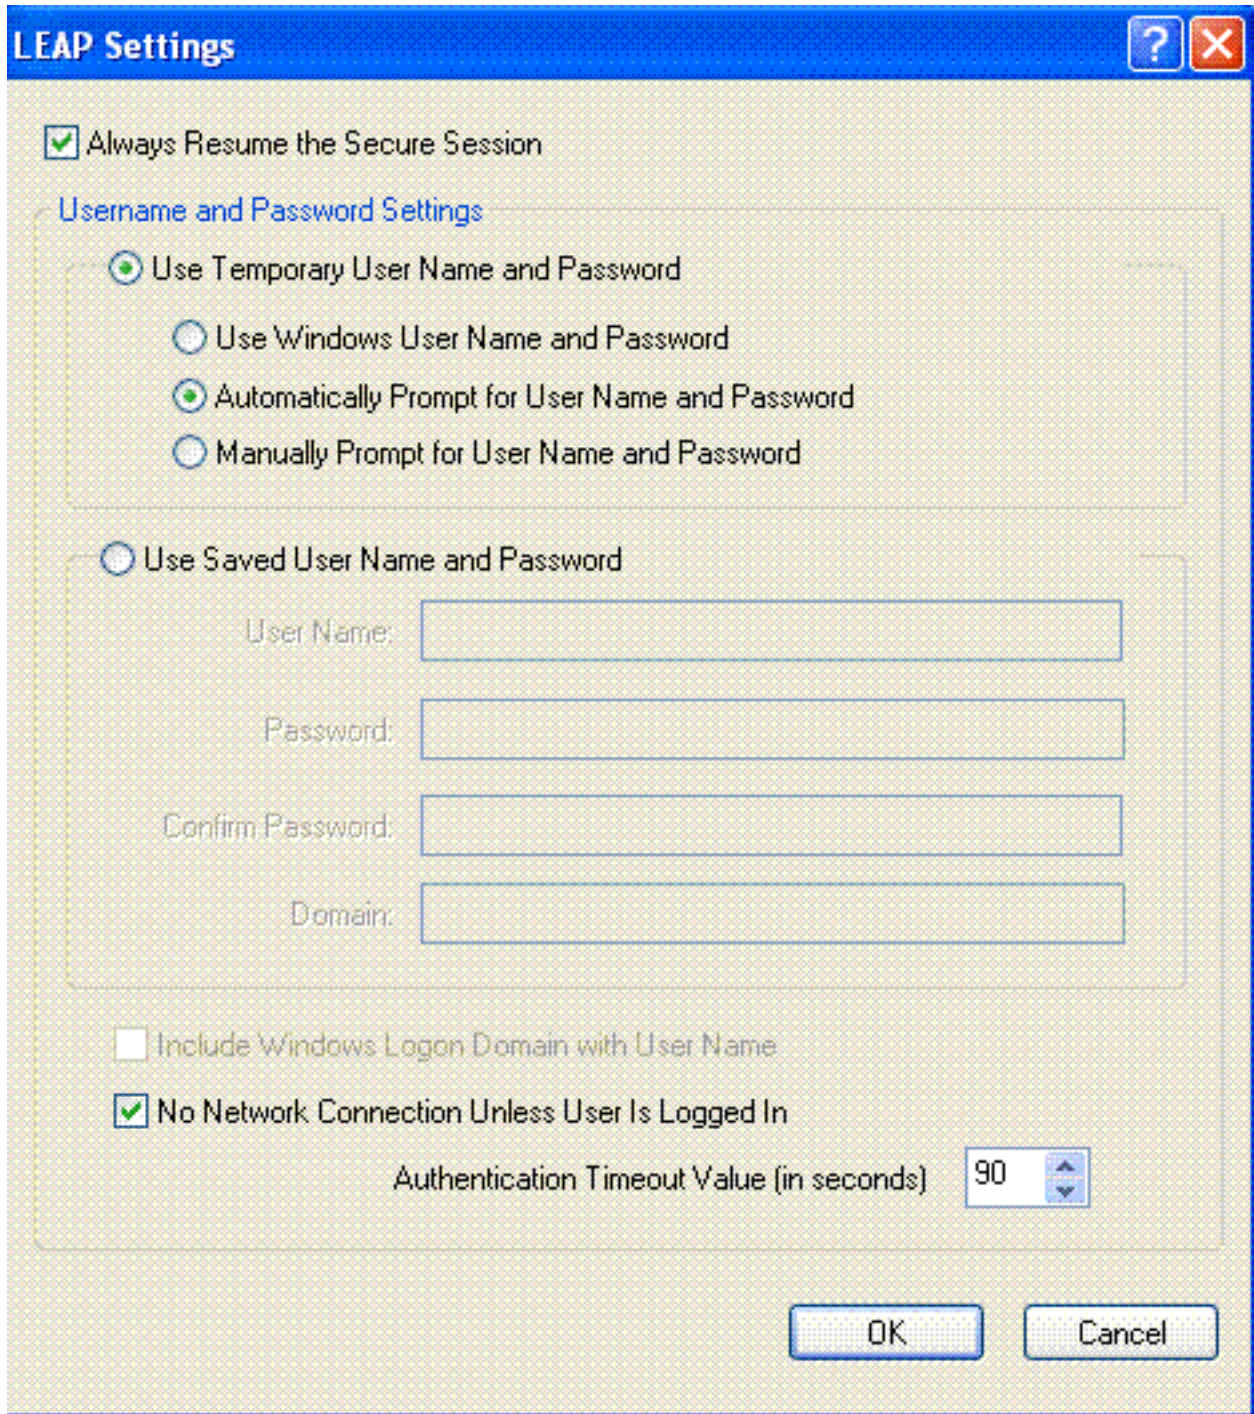 LEAP Settings
Always Resume the Secure Session
Username and Password Settings
Use Temporary User Name and Password
Use Windows User Name and Password
Automatically Prompt for User Name and Password
Manually Prompt for User Name and Password
Use Saved User Name and Password
User Name:
Password:
Confirm Password:
Domain:
Include Windows Logon Domain with User Name
No Network Connection Unless User Is Logged In
Authentication Timeout Value (in seconds) 90
OK Cancel